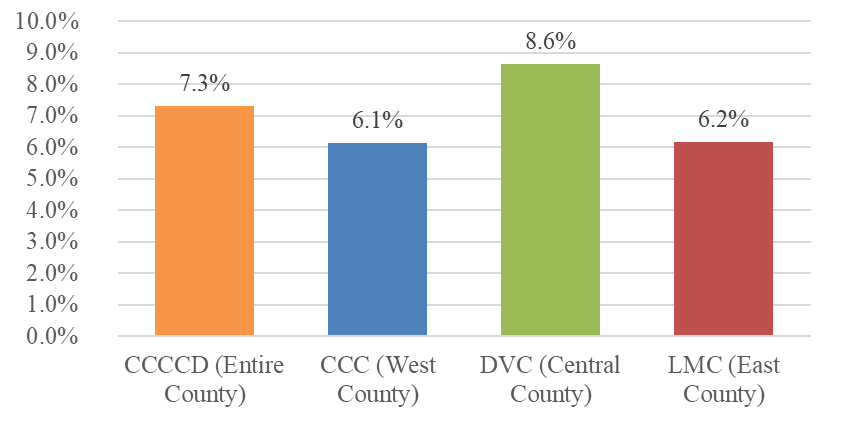 10.0%
9.0%
8.0%
7.0%
6.0%
5.0%
4.0%
3.0%
2.0%
1.0%
0.0%
7.3%
6.1%
8.6%
6.2%
CCCCD (Entire
County)
CCC (West
County)
DVC (Central
County)
LMC (East
County)